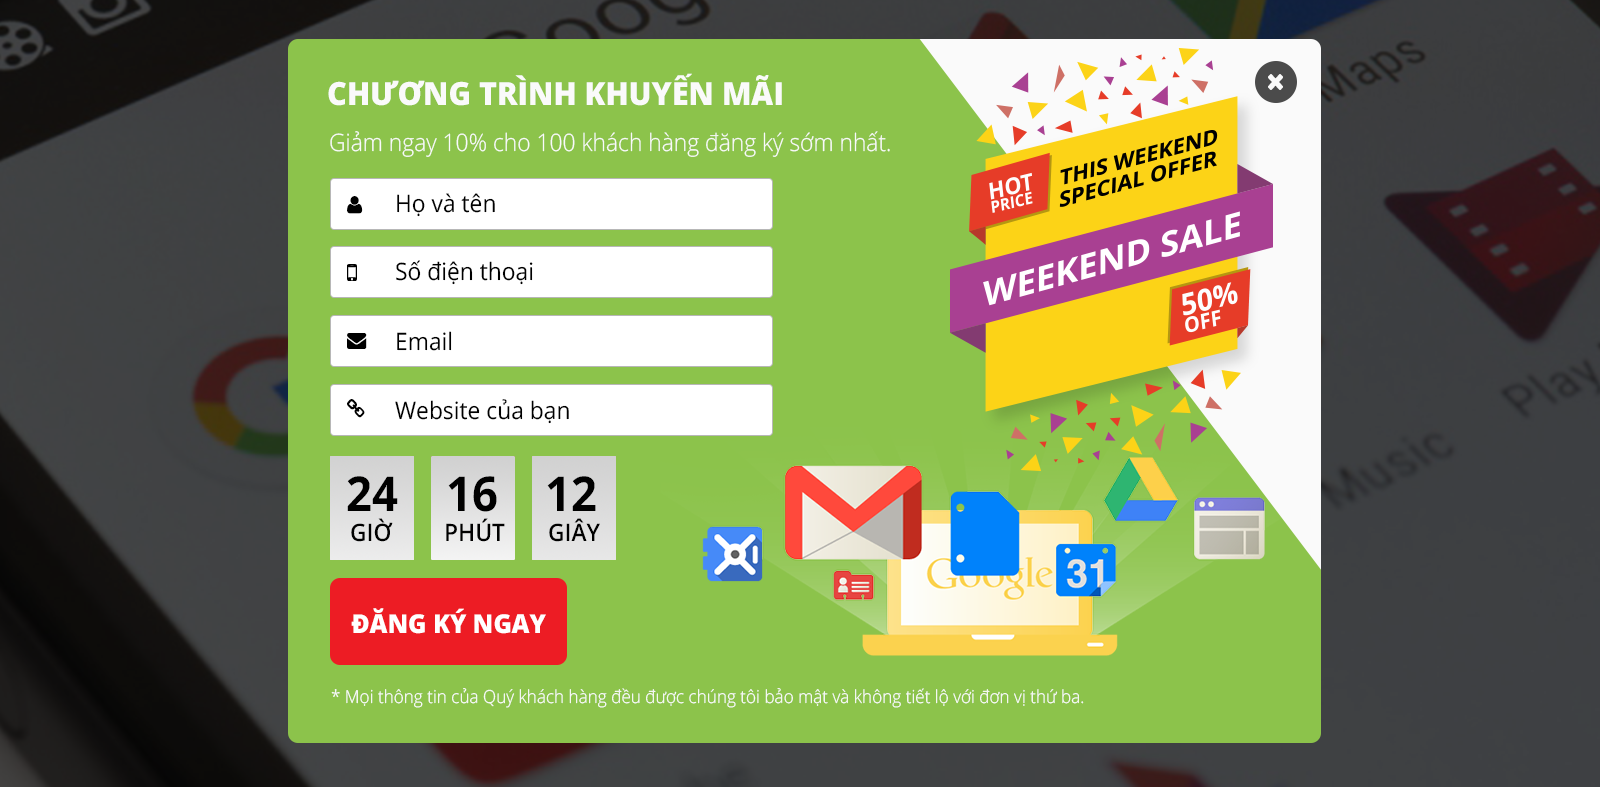 CHƯƠNG TRÌNH KHUYẾN MÃI
Giảm ngay 10% cho 100 khách hàng đăng ký sớm nhất.
Họ và tên
Số điện thoại
Email
Website của bạn
24
GIỜ
16
PHÚT
12
GIÂY
ĐĂNG KÝ NGAY
* Mọi thông tin của Quý khách hàng đều được chúng tôi bảo mật và không tiết lộ với đơn vị thứ ba.
HOT
PRICE
THIS WEEKEND
SPECIAL OFFER
WEEKEND SALE
50%
OFF
Google
31
Maps
Play
Music